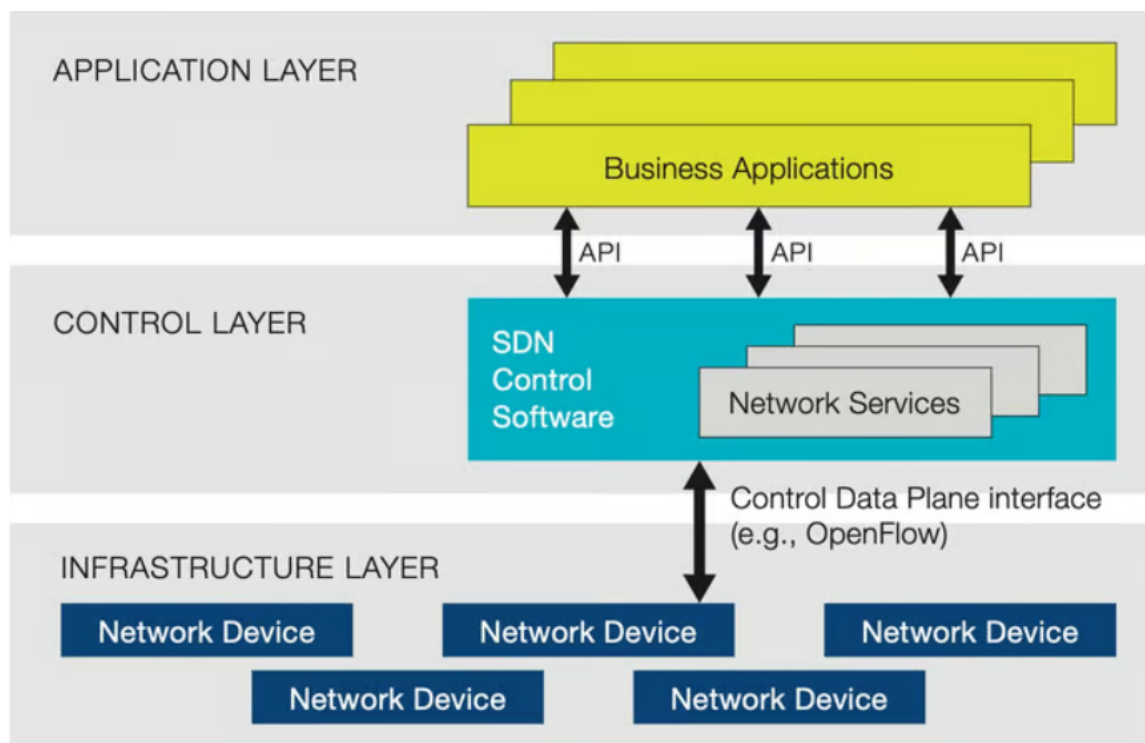 APPLICATION LAYER
Business Applications
API
API
API
CONTROL LAYER
SDN
Control
Software
Network Services
Control Data Plane interface
(e.g., OpenFlow)
INFRASTRUCTURE LAYER
Network Device
Network Device
Network Device
Network Device
Network Device